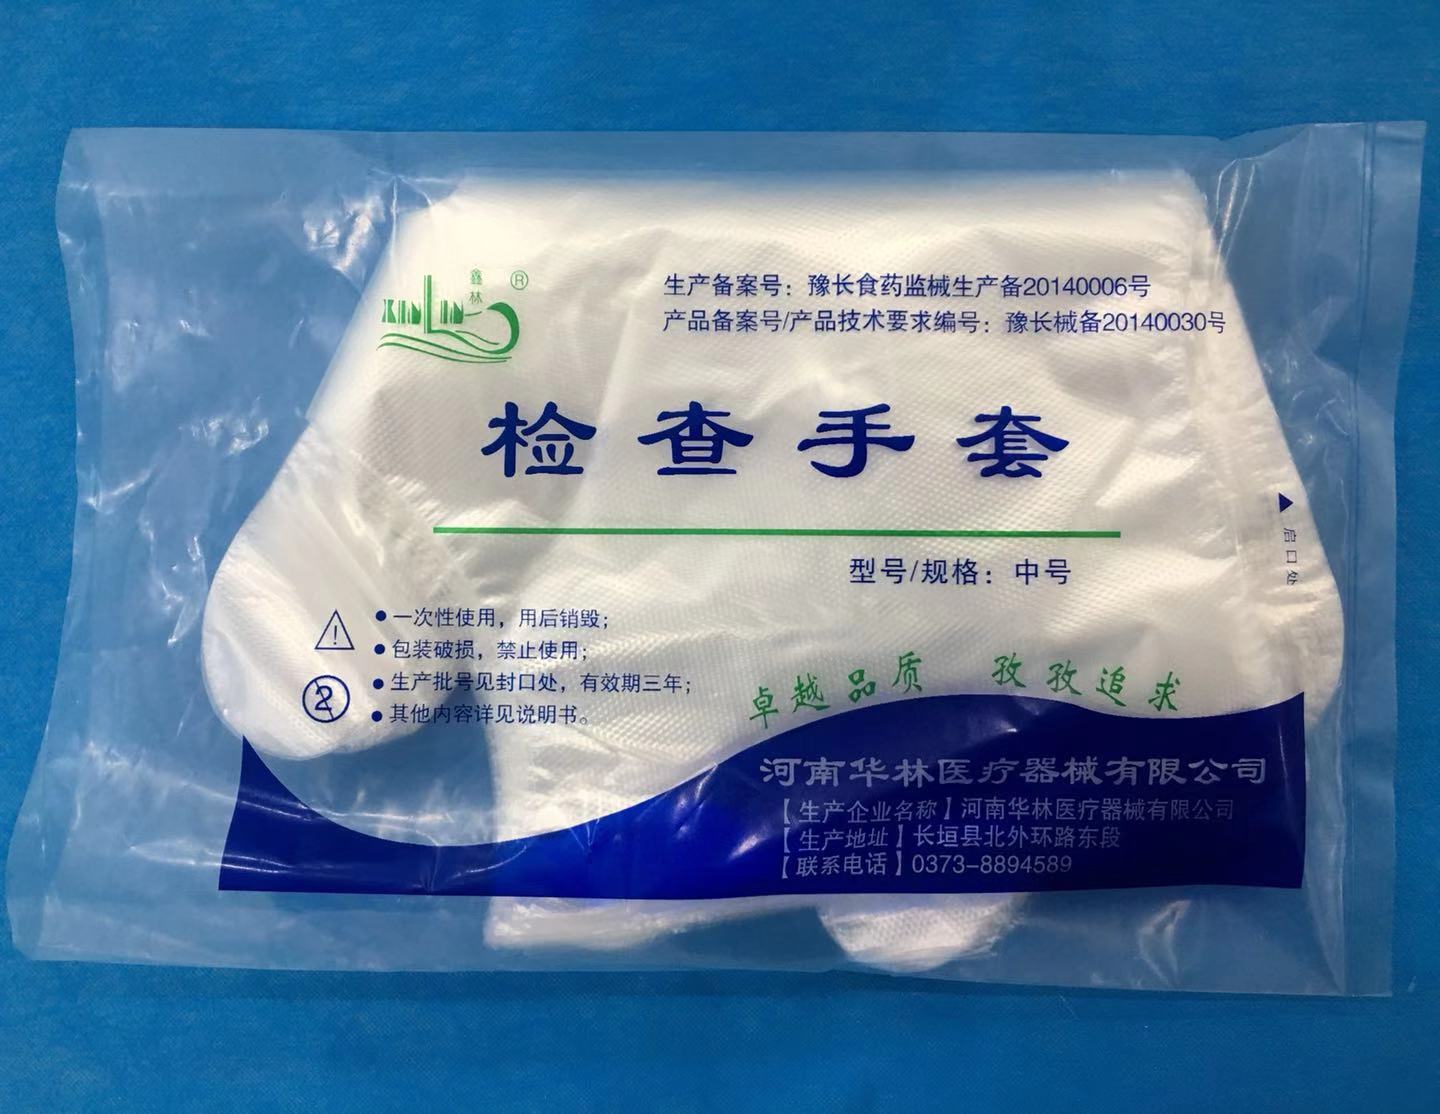 鑫林 ®
XINLIN
生产备案号：豫长食药监械生产备20140006号
产品备案号/产品技术要求编号：豫长械备20140030号
检查手套
型号/规格：中号
▲启口处
●一次性使用，用后销毁；
●包装破损，禁止使用；
●生产批号见封口处，有效期三年；
●其他内容详见说明书。
2
卓越品质 孜孜追求
河南华林医疗器械有限公司
【生产企业名称】河南华林医疗器械有限公司
【生产地址】长垣县北外环路东段
【联系电话】0373-8894589